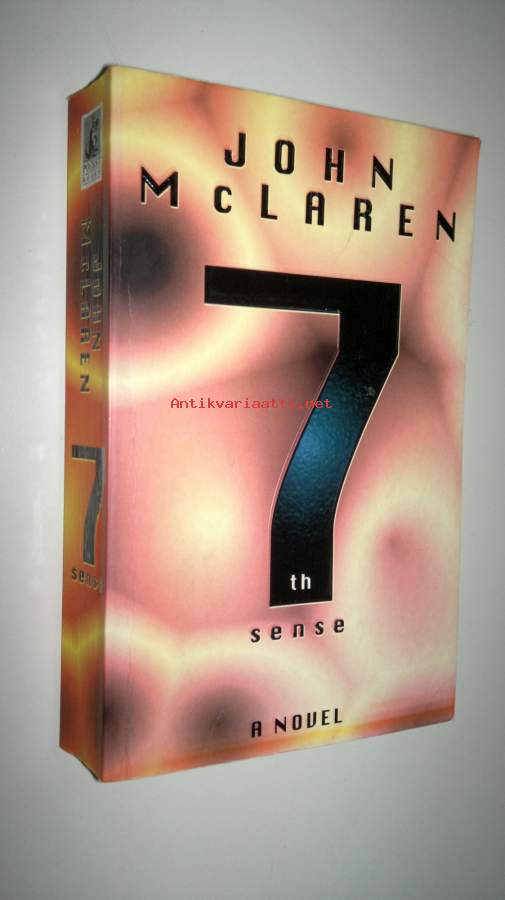 JOHN
McLAREN
7
th
sense
A NOVEL
JOHN
McLAREN
7
sense
Antikvariaatti.net